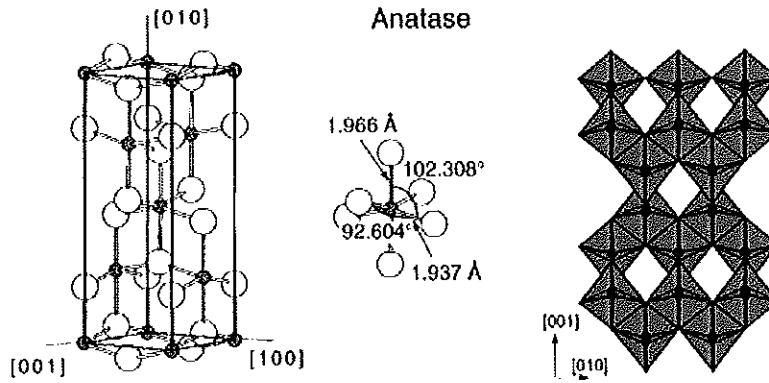 [010]
Anatase
1.966 Å
102.308°
92.604°
1.937 Å
[001]
[100]
[001]
[010]